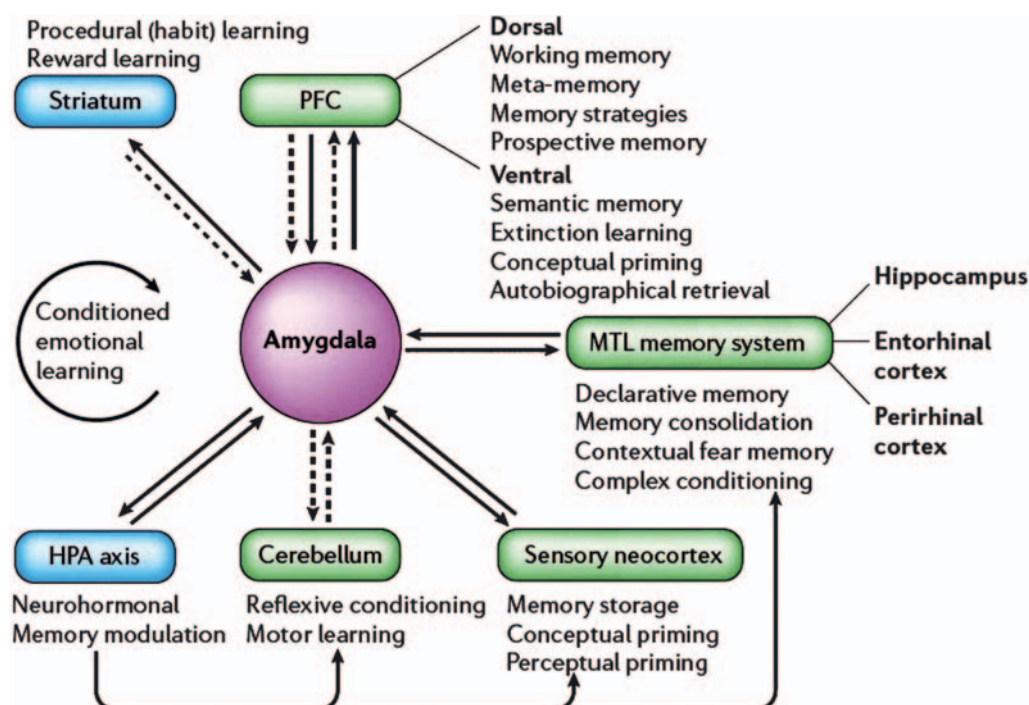 Procedural (habit) learning
Reward learning
Striatum
PFC
Dorsal
Working memory
Meta-memory
Memory strategies
Prospective memory
Ventral
Semantic memory
Extinction learning
Conceptual priming
Autobiographical retrieval
Conditioned
emotional
learning
Amygdala
MTL memory system
Hippocampus
Entorhinal
cortex
Perirhinal
cortex
Declarative memory
Memory consolidation
Contextual fear memory
Complex conditioning
HPA axis
Neurohormonal
Memory modulation
Cerebellum
Reflexive conditioning
Motor learning
Sensory neocortex
Memory storage
Conceptual priming
Perceptual priming